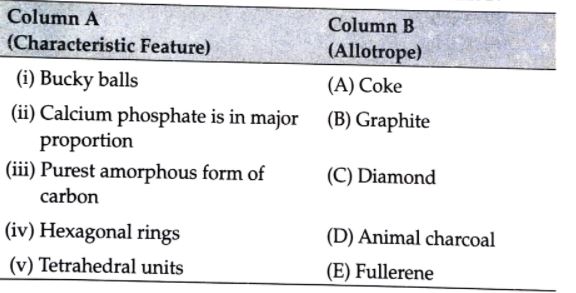 Column A Column B
(Characteristic Feature) (Allotrope)
(i) Bucky balls (A) Coke
(ii) Calcium phosphate is in major (B) Graphite
proportion
(iii) Purest amorphous form of (C) Diamond
carbon
(iv) Hexagonal rings (D) Animal charcoal
(v) Tetrahedral units (E) Fullerene